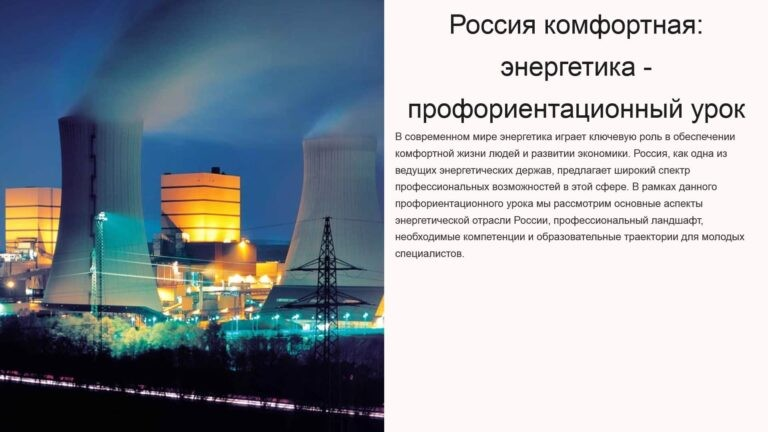 Россия комфортная:
энергетика -
профориентационный урок
В современном мире энергетика играет ключевую роль в обеспечении
комфортной жизни людей и развитии экономики. Россия, как одна из
ведущих энергетических держав, предлагает широкий спектр
профессиональных возможностей в этой сфере. В рамках данного
профориентационного урока мы рассмотрим основные аспекты
энергетической отрасли России, профессиональный ландшафт,
необходимые компетенции и образовательные траектории для молодых
специалистов.